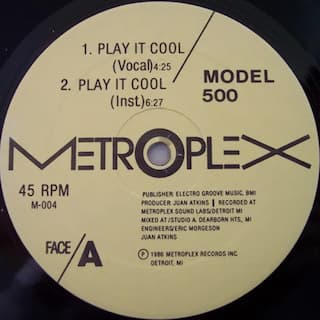 1. PLAY IT COOL
(Vocal)4:25
2. PLAY IT COOL
(Inst)6:27
MODEL
500
METROPLEX
45 RPM
M-004
PUBLISHER: ELECTRO GROOVE MUSIC, BMI
PRODUCER: JUAN ATKINS | RECORDED AT
METROPLEX SOUND LABS/DETROIT MI
MIXED AT/STUDIO A. DEARBORN HTS, MI
ENGINEERS/ERIC MORGESON
JUAN ATKINS
FACE/A
Ⓟ 1986 METROPLEX RECORDS INC.
DETROIT, MI